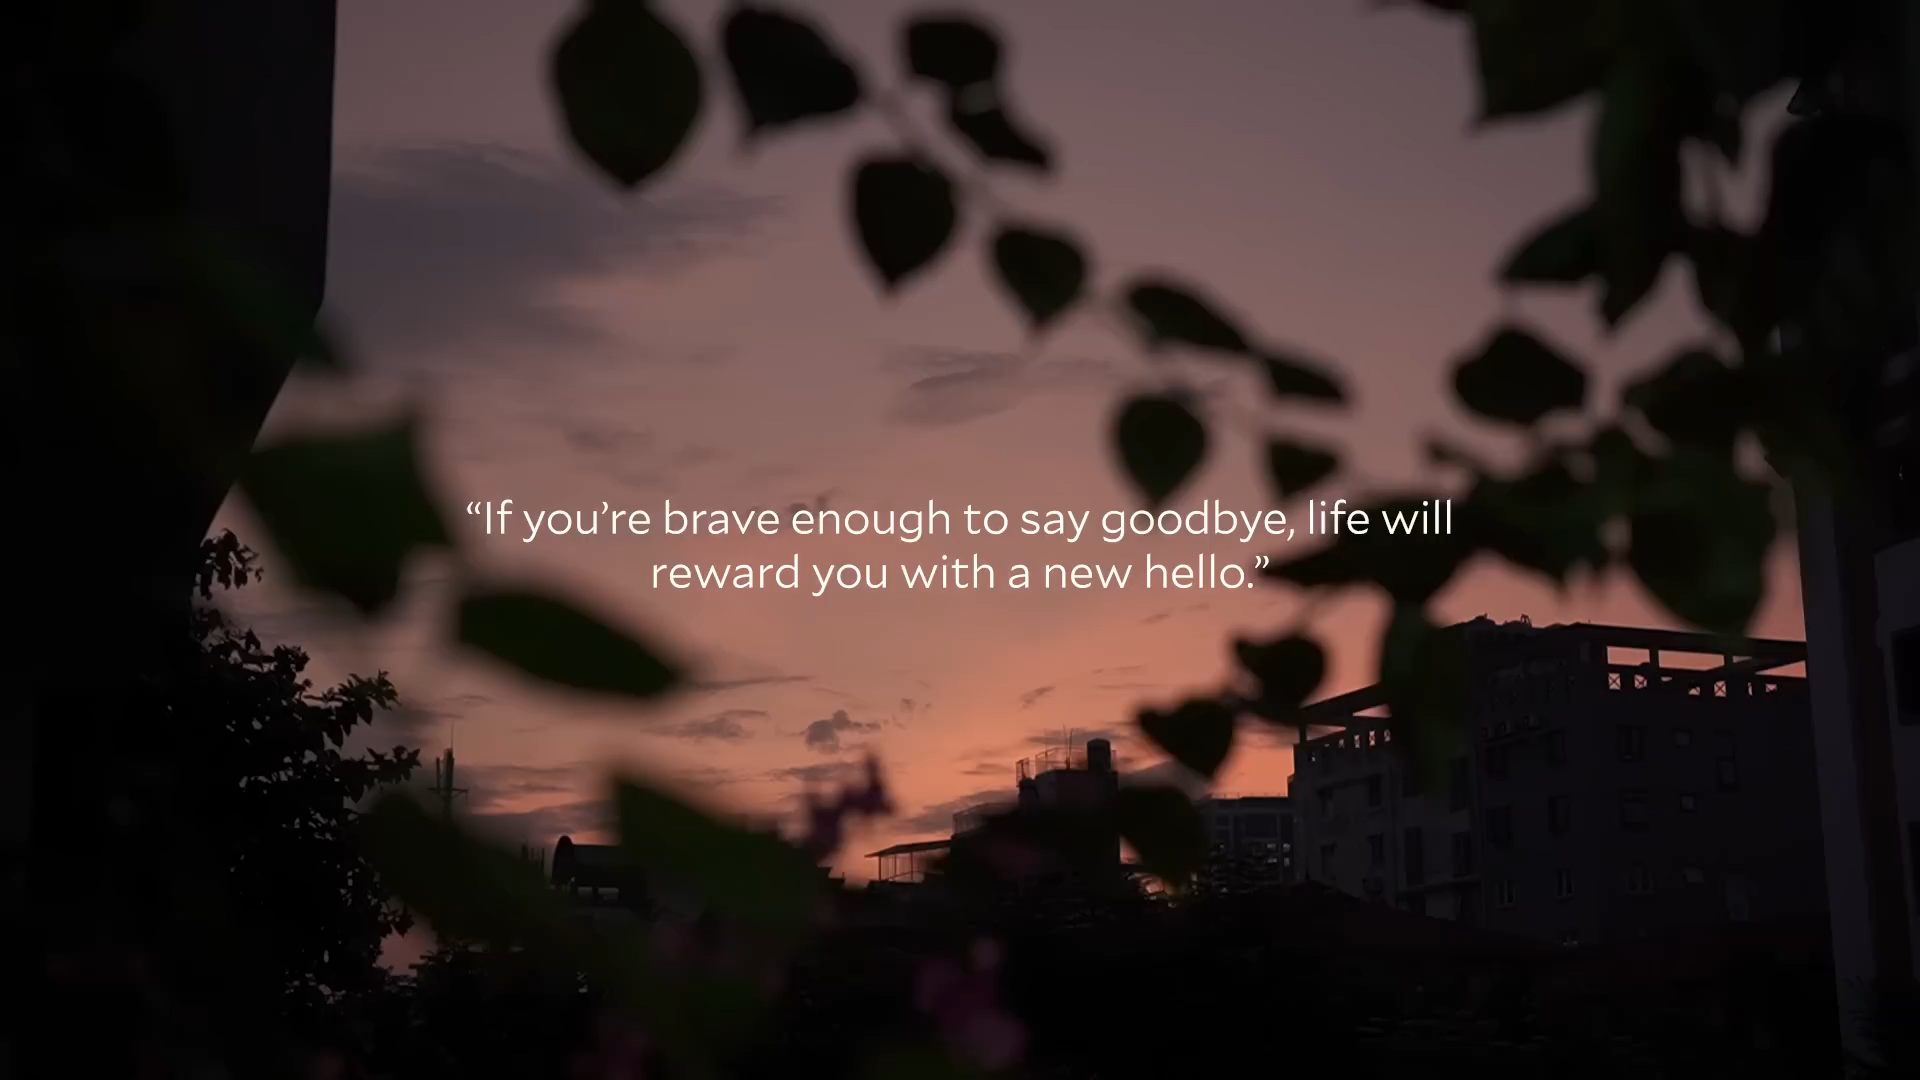 “If you’re brave enough to say goodbye, life will
reward you with a new hello.”